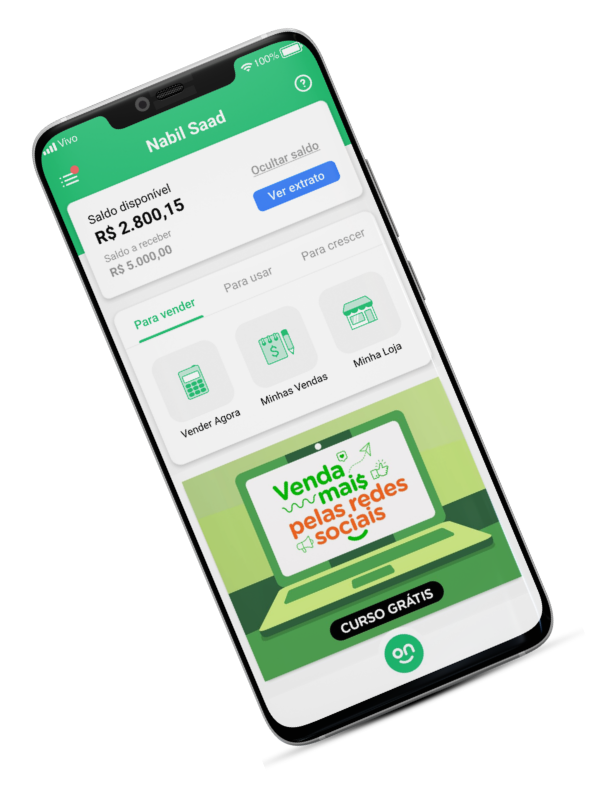 Vivo
100%
Nabil Saad
Saldo disponível
R$ 2.800,15
Saldo a receber
R$ 5.000,00
Ocultar saldo
Ver extrato
Para vender
Para usar
Para crescer
Vender Agora
Minhas Vendas
Minha Loja
Venda
mai$
pelas redes
sociais
CURSO GRÁTIS
on